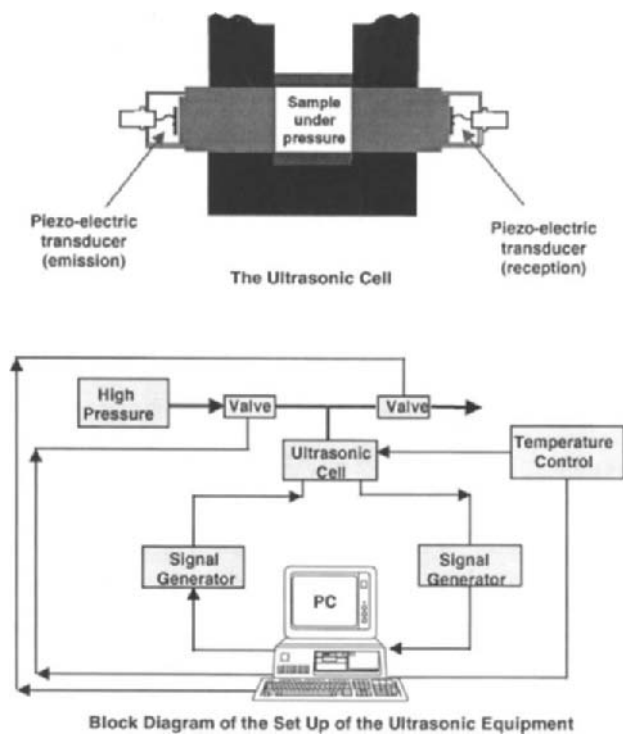 Sample
under
pressure
Piezo-electric
transducer
(emission)
Piezo-electric
transducer
(reception)
The Ultrasonic Cell
High
Pressure
Valve
Valve
Ultrasonic
Cell
Temperature
Control
Signal
Generator
Signal
Generator
PC
Block Diagram of the Set Up of the Ultrasonic Equipment